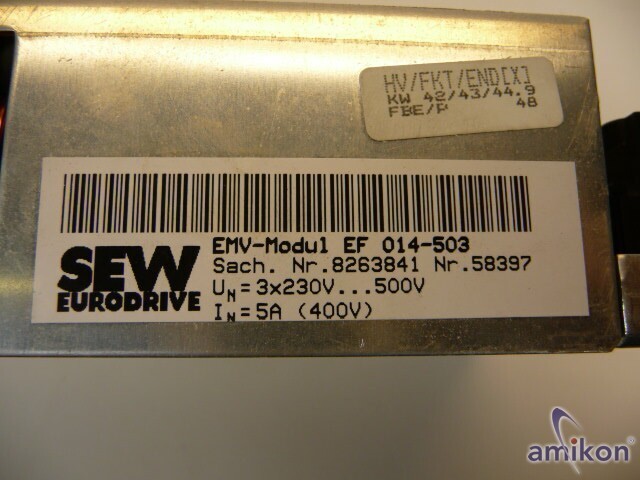 HV/FKT/END[X]
KW 42/43/44.9
FBE/P 48
SEW
EURODRIVE
EMV-Modul EF 014-503
Sach. Nr.8263841 Nr.58397
UN=3x230V...500V
IN=5A (400V)
amikon®